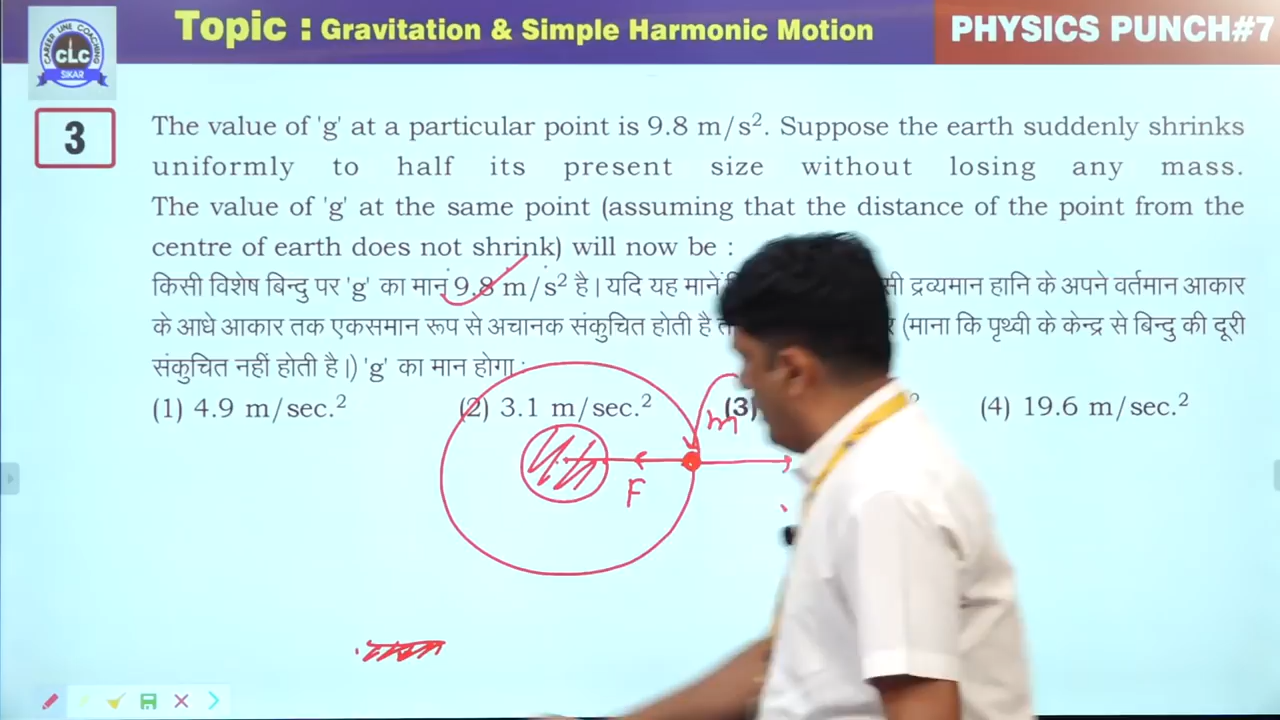 Topic : Gravitation & Simple Harmonic Motion
PHYSICS PUNCH#7
CAREER LINE COACHING
CLC
SIKAR
3
The value of 'g' at a particular point is 9.8 m/s². Suppose the earth suddenly shrinks
uniformly to half its present size without losing any mass.
The value of 'g' at the same point (assuming that the distance of the point from the
centre of earth does not shrink) will now be :
किसी विशेष बिन्दु पर 'g' का मान 9.8 m/s² है। यदि यह मानें सी द्रव्यमान हानि के अपने वर्तमान आकार
के आधे आकार तक एकसमान रूप से अचानक संकुचित होती है (माना कि पृथ्वी के केन्द्र से बिन्दु की दूरी
संकुचित नहीं होती है।) 'g' का मान होगा :
(1) 4.9 m/sec.² (2) 3.1 m/sec.² (3) ² (4) 19.6 m/sec.²
m
F